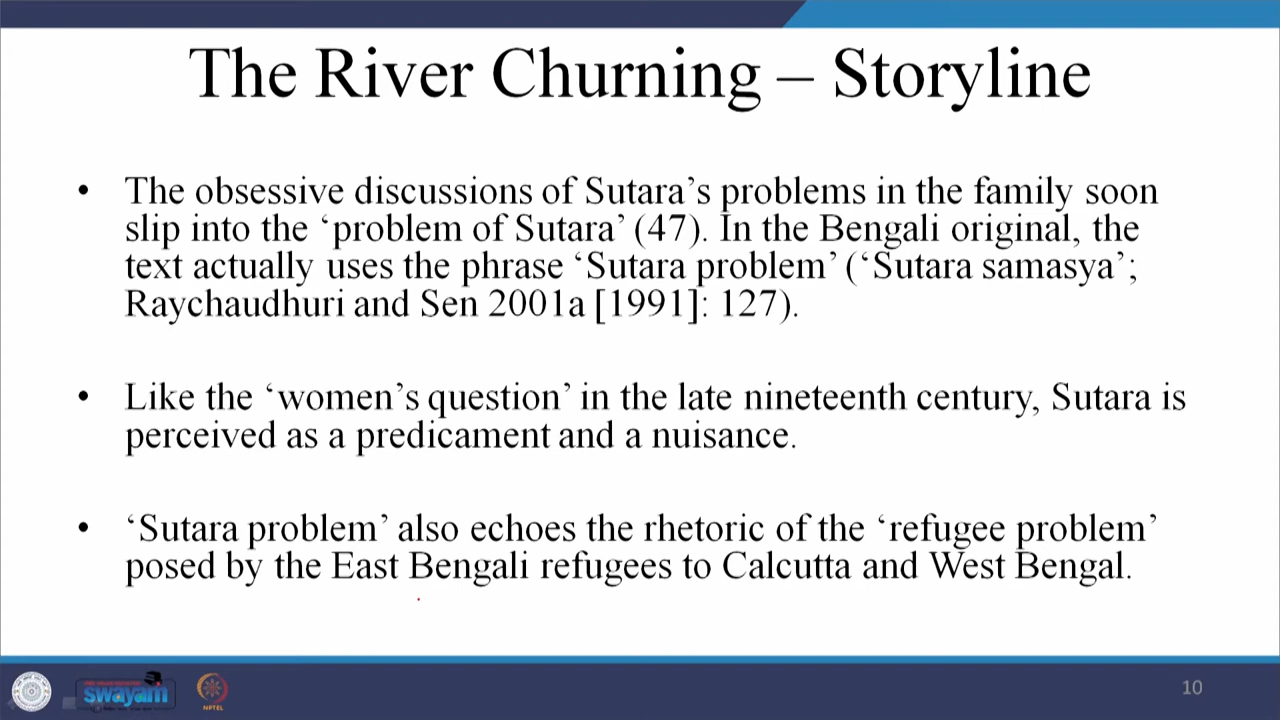 The River Churning – Storyline
• The obsessive discussions of Sutara’s problems in the family soon
slip into the ‘problem of Sutara’ (47). In the Bengali original, the
text actually uses the phrase ‘Sutara problem’ (‘Sutara samasya’;
Raychaudhuri and Sen 2001a [1991]: 127).
• Like the ‘women’s question’ in the late nineteenth century, Sutara is
perceived as a predicament and a nuisance.
• ‘Sutara problem’ also echoes the rhetoric of the ‘refugee problem’
posed by the East Bengali refugees to Calcutta and West Bengal.
swayam
NPTEL
10